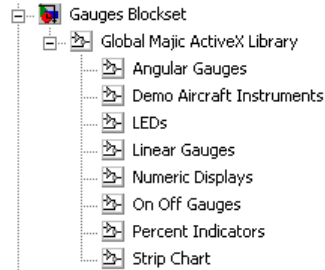 Gauges Blockset
Global Majic ActiveX Library
Angular Gauges
Demo Aircraft Instruments
LEDs
Linear Gauges
Numeric Displays
On Off Gauges
Percent Indicators
Strip Chart